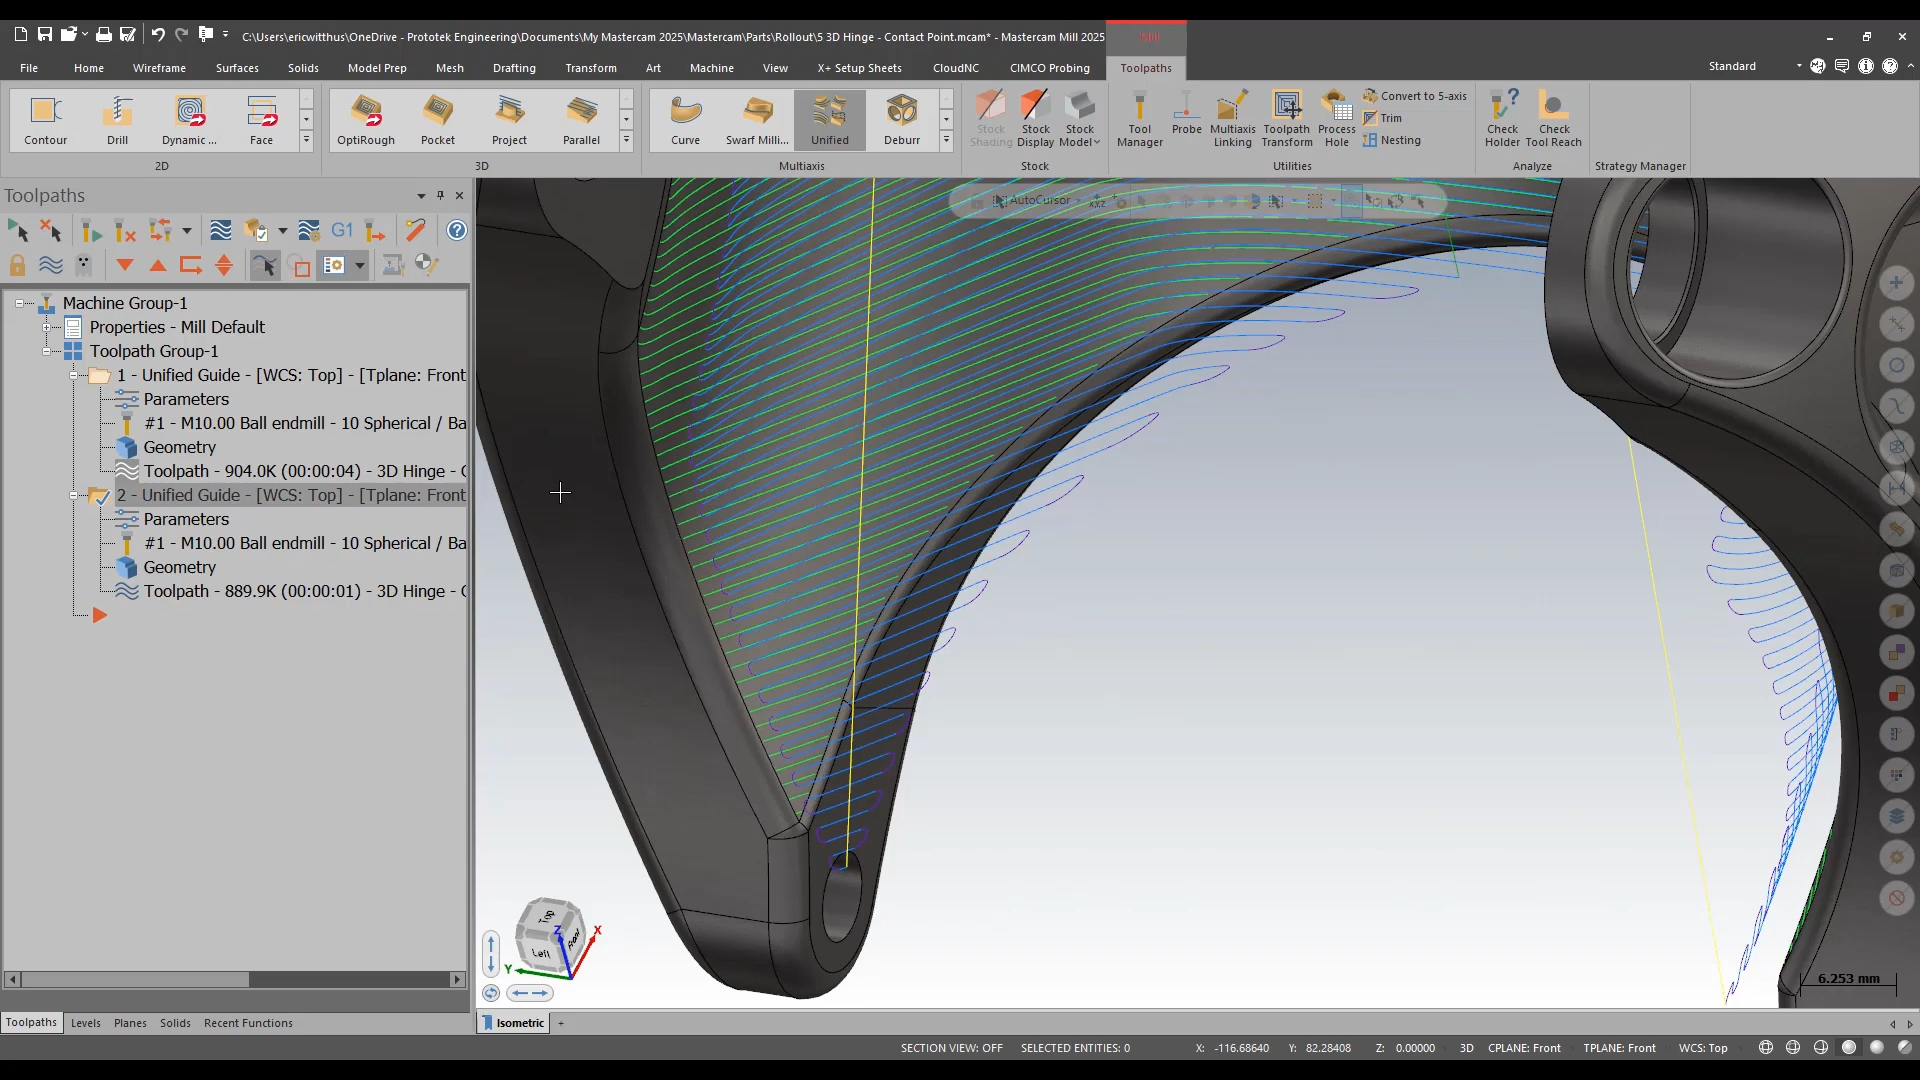 C:\Users\ericwitthus\OneDrive - Prototek Engineering\Documents\My Mastercam 2025\Mastercam\Parts\Rollout\5 3D Hinge - Contact Point.mcam* - Mastercam Mill 2025
Mill
File Home Wireframe Surfaces Solids Model Prep Mesh Drafting Transform Art Machine View X+ Setup Sheets CloudNC CIMCO Probing Toolpaths Standard
Contour Drill Dynamic ... Face
2D
OptiRough Pocket Project Parallel
3D
Curve Swarf Milli... Unified Deburr
Multiaxis
Stock Shading Stock Display Stock Model
Stock
Tool Manager Probe Multiaxis Linking Toolpath Transform Process Hole
Convert to 5-axis
Trim
Nesting
Utilities
Check Holder Check Tool Reach
Analyze
Strategy Manager
Toolpaths
AutoCursor
G1
Machine Group-1
Properties - Mill Default
Toolpath Group-1
1 - Unified Guide - [WCS: Top] - [Tplane: Front
Parameters
#1 - M10.00 Ball endmill - 10 Spherical / Ba
Geometry
Toolpath - 904.0K (00:00:04) - 3D Hinge - C
2 - Unified Guide - [WCS: Top] - [Tplane: Front
Parameters
#1 - M10.00 Ball endmill - 10 Spherical / Ba
Geometry
Toolpath - 889.9K (00:00:01) - 3D Hinge - C
Top
Left
Front
X
Y
Z
6.253 mm
Toolpaths Levels Planes Solids Recent Functions
Isometric +
SECTION VIEW: OFF SELECTED ENTITIES: 0 X: -116.68640 Y: 82.28408 Z: 0.00000 3D CPLANE: Front TPLANE: Front WCS: Top